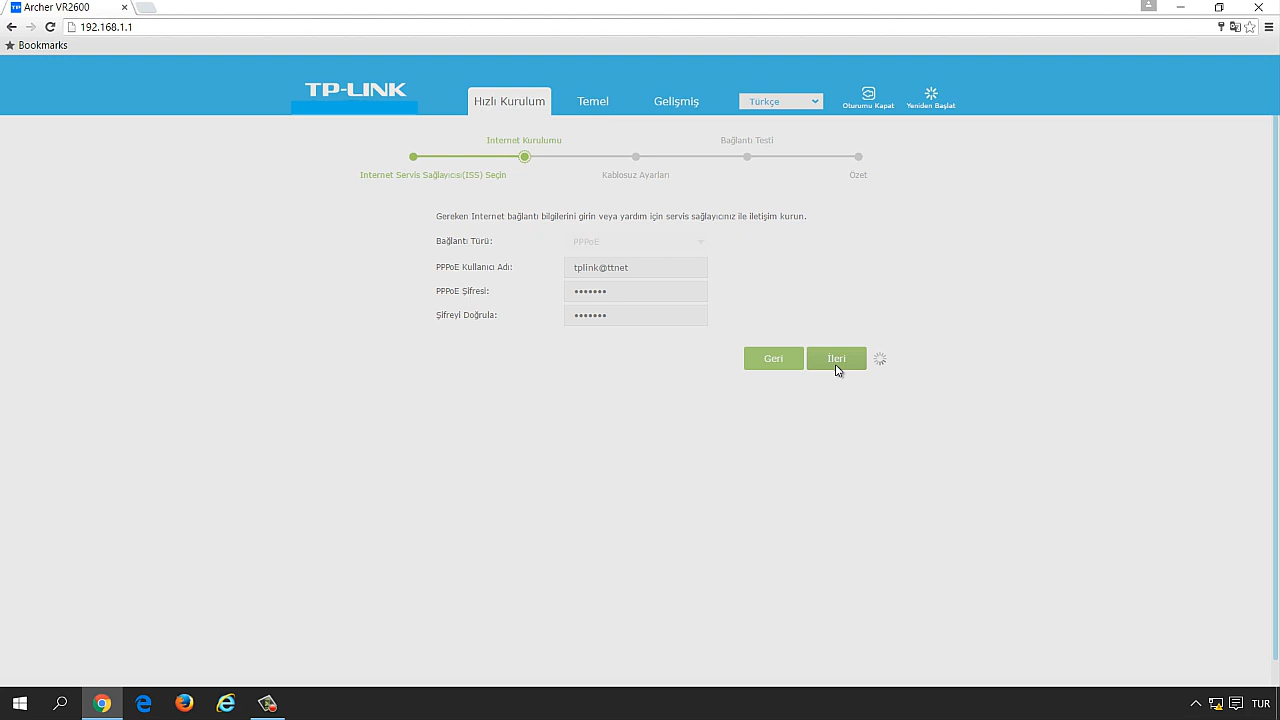 Archer VR2600
192.168.1.1
Bookmarks
TP-LINK
Hızlı Kurulum
Temel
Gelişmiş
Türkçe
Oturumu Kapat
Yeniden Başlat
Internet Kurulumu
Bağlantı Testi
Internet Servis Sağlayıcısı(ISS) Seçin
Kablosuz Ayarları
Özet
Gereken Internet bağlantı bilgilerini girin veya yardım için servis sağlayıcınız ile iletişim kurun.
Bağlantı Türü: PPPoE
PPPoE Kullanıcı Adı: tplink@ttnet
PPPoE Şifresi: •••••••
Şifreyi Doğrula: •••••••
Geri
İleri
TUR